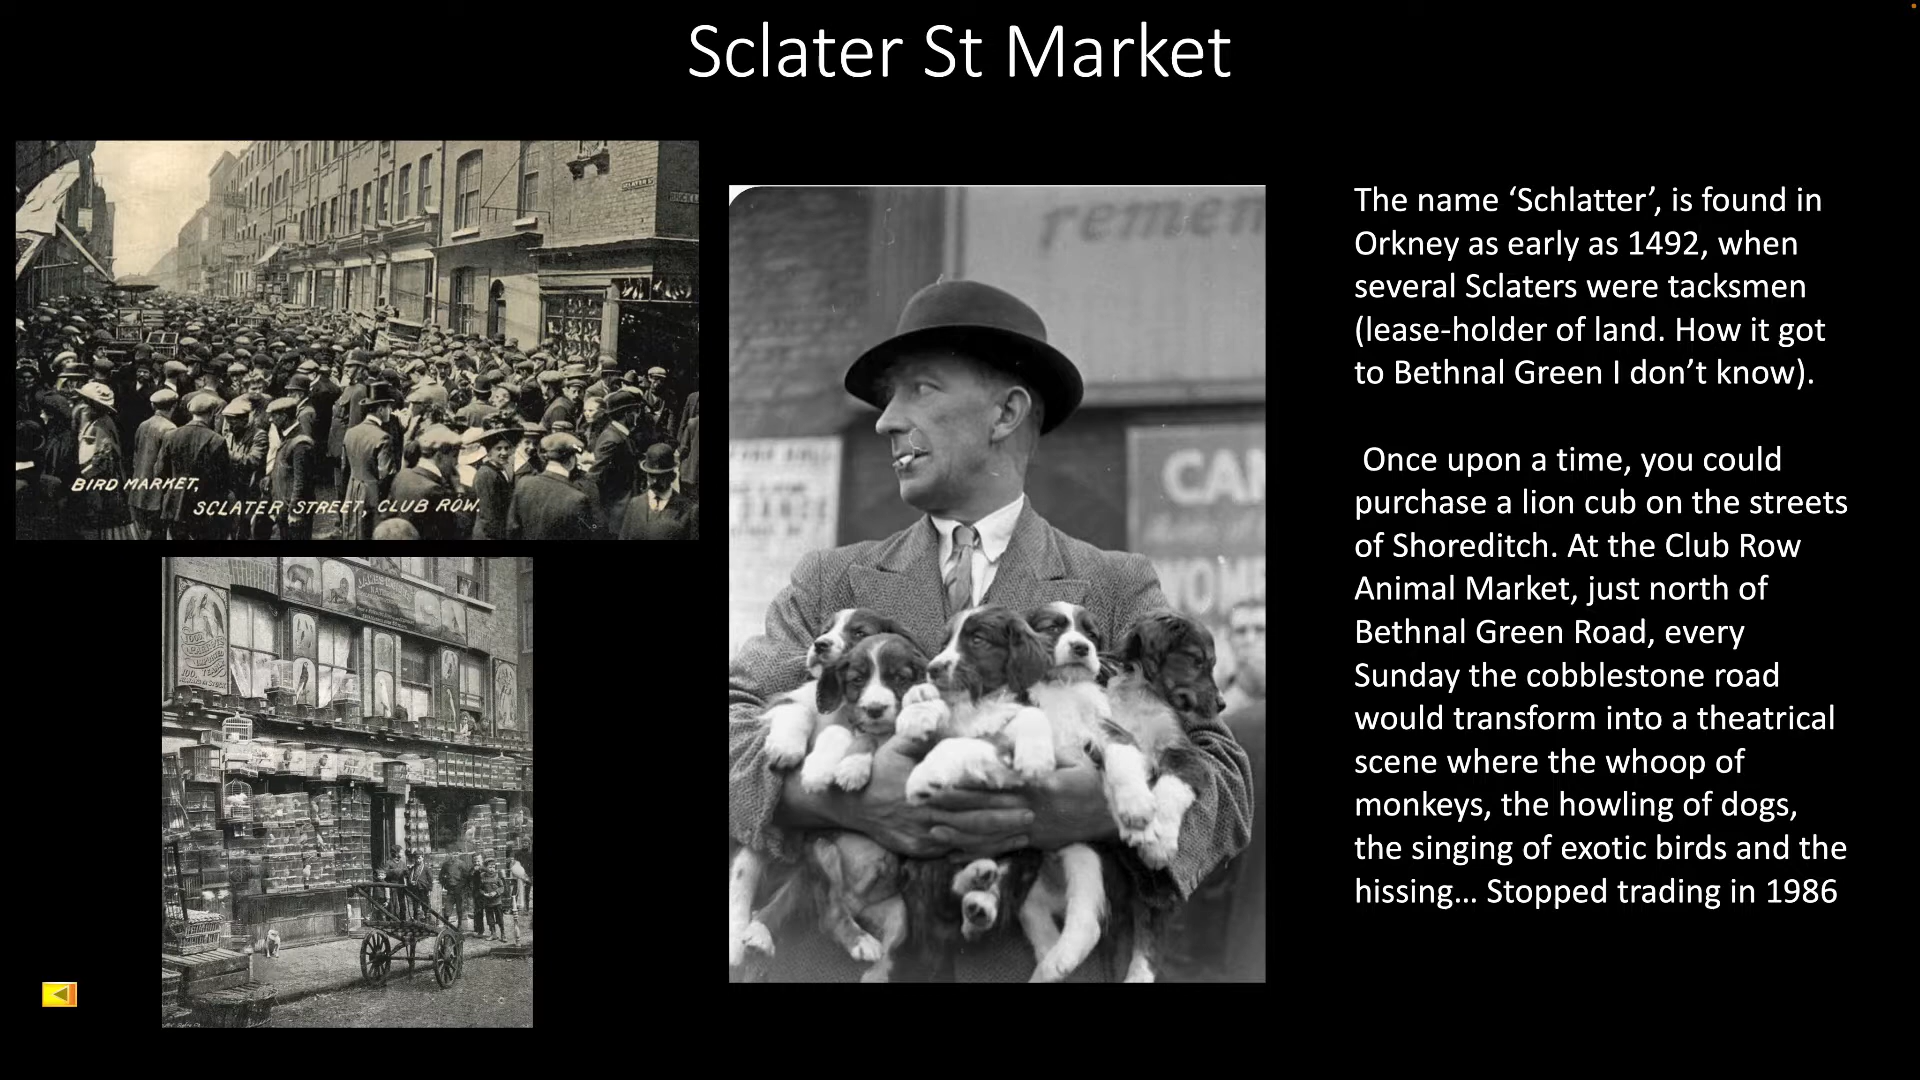 Sclater St Market
BIRD MARKET,
SCLATER STREET, CLUB ROW.
remem
CAN
WOM
The name ‘Schlatter’, is found in
Orkney as early as 1492, when
several Sclaters were tacksmen
(lease-holder of land. How it got
to Bethnal Green I don’t know).
Once upon a time, you could
purchase a lion cub on the streets
of Shoreditch. At the Club Row
Animal Market, just north of
Bethnal Green Road, every
Sunday the cobblestone road
would transform into a theatrical
scene where the whoop of
monkeys, the howling of dogs,
the singing of exotic birds and the
hissing… Stopped trading in 1986